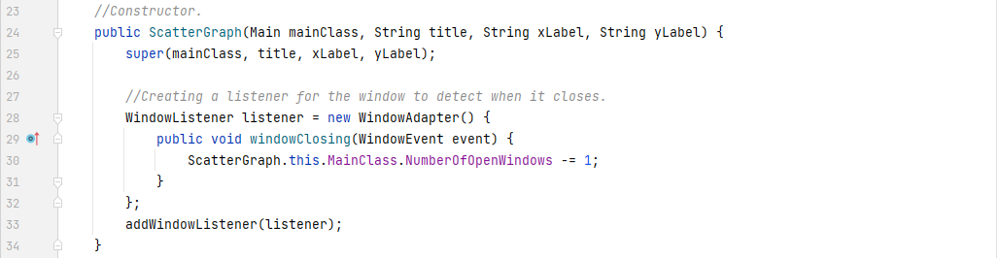 23 //Constructor.
24 public ScatterGraph(Main mainClass, String title, String xLabel, String yLabel) {
25 super(mainClass, title, xLabel, yLabel);
26
27 //Creating a listener for the window to detect when it closes.
28 WindowListener listener = new WindowAdapter() {
29 public void windowClosing(WindowEvent event) {
30 ScatterGraph.this.MainClass.NumberOfOpenWindows -= 1;
31 }
32 };
33 addWindowListener(listener);
34 }